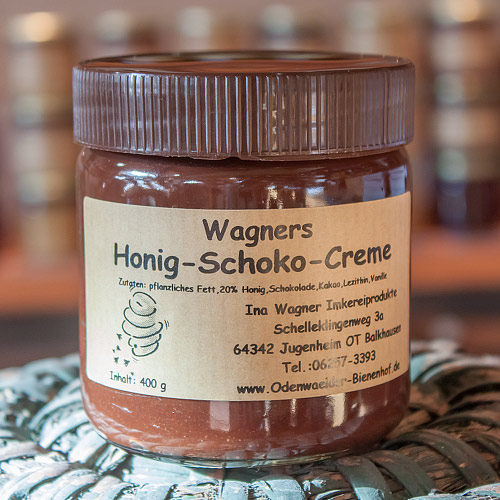 Wagners
Honig-Schoko-Creme
Zutaten: pflanzliches Fett,20% Honig,Schokolade,Kakao,Lezithin,Vanille
Ina Wagner Imkereiprodukte
Schelleklingenweg 3a
64342 Jugenheim OT Balkhausen
Tel.:06257-3393
www.Odenwaelder-Bienenhof.de
Inhalt: 400 g